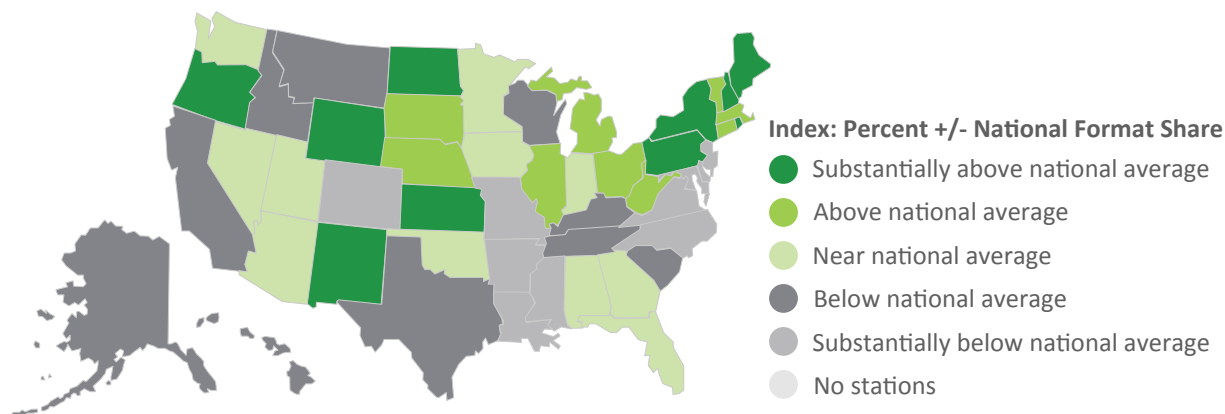 Index: Percent +/- National Format Share
Substantially above national average
Above national average
Near national average
Below national average
Substantially below national average
No stations